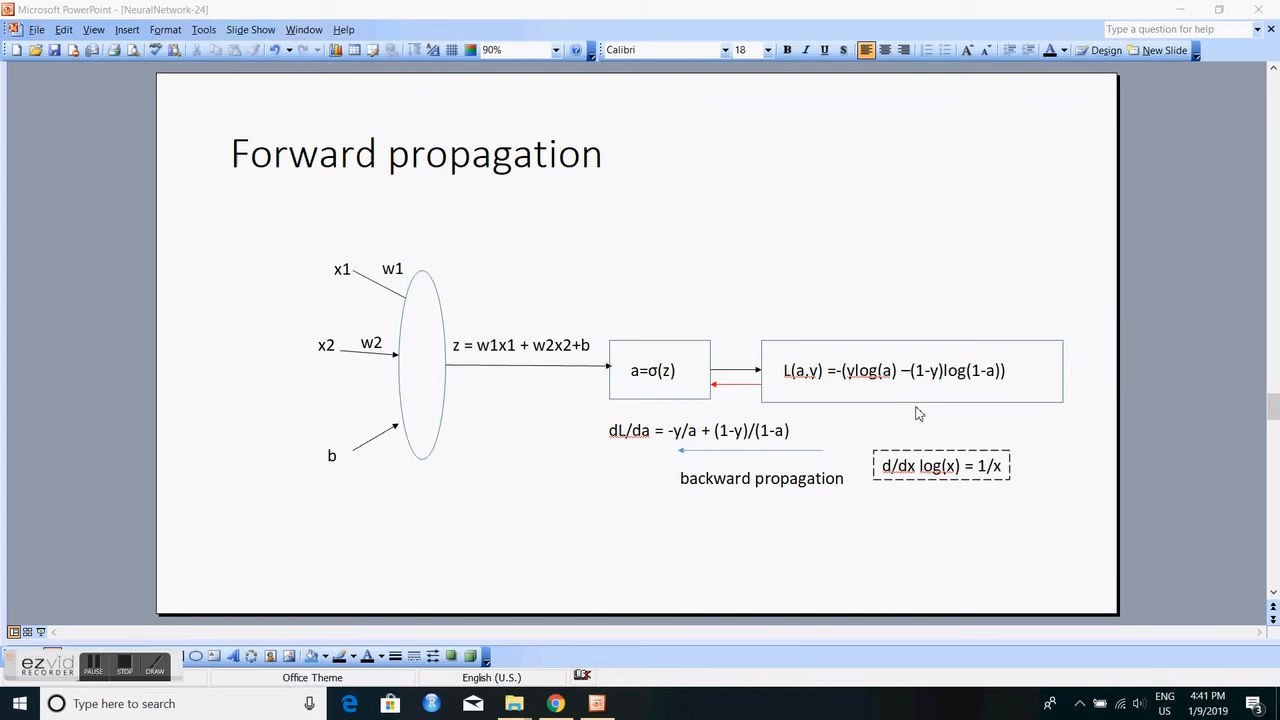 Microsoft PowerPoint - [NeuralNetwork-24]
File Edit View Insert Format Tools Slide Show Window Help Type a question for help
90% Calibri 18 B I U S A A A Design New Slide
Forward propagation
x1 w1
x2 w2 z = w1x1 + w2x2+b
a=σ(z) L(a,y) =-(ylog(a) –(1-y)log(1-a))
b
dL/da = -y/a + (1-y)/(1-a)
d/dx log(x) = 1/x
backward propagation
ezvid
RECORDER
PAUSE STOP DRAW
Office Theme English (U.S.)
Type here to search
ENG 4:41 PM
US 1/9/2019 3